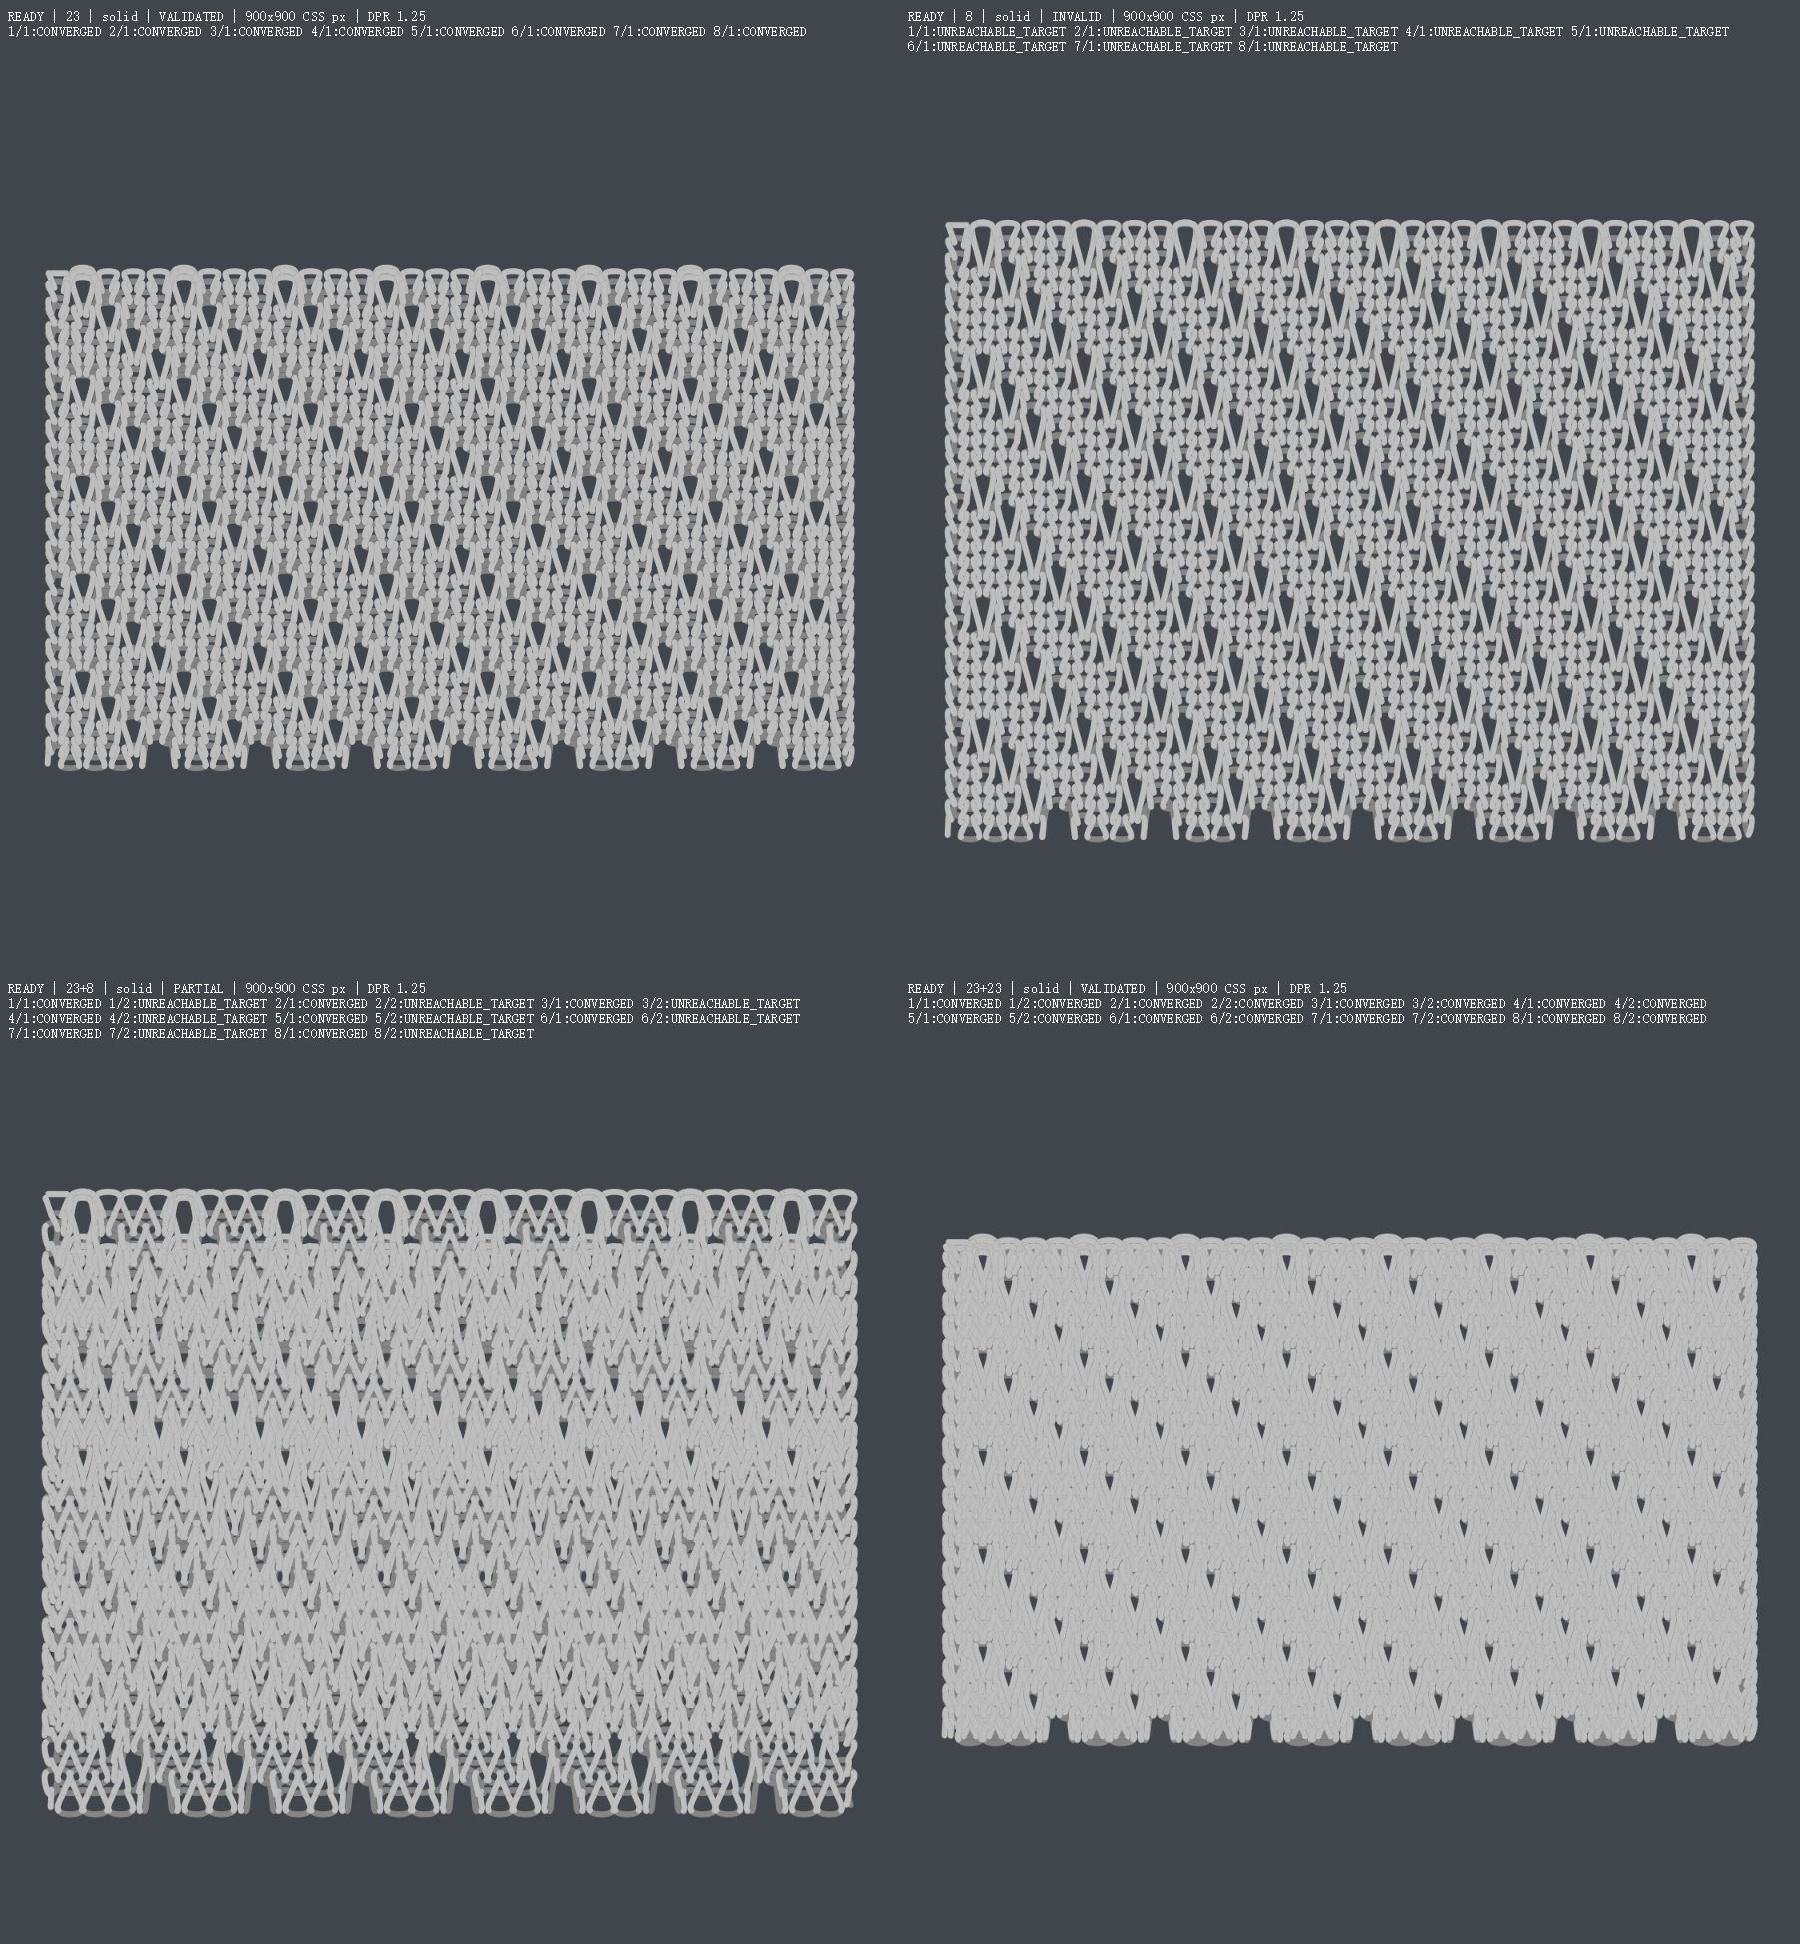 READY | 23 | solid | VALIDATED | 900x900 CSS px | DPR 1.25
1/1:CONVERGED 2/1:CONVERGED 3/1:CONVERGED 4/1:CONVERGED 5/1:CONVERGED 6/1:CONVERGED 7/1:CONVERGED 8/1:CONVERGED
READY | 8 | solid | INVALID | 900x900 CSS px | DPR 1.25
1/1:UNREACHABLE_TARGET 2/1:UNREACHABLE_TARGET 3/1:UNREACHABLE_TARGET 4/1:UNREACHABLE_TARGET 5/1:UNREACHABLE_TARGET
6/1:UNREACHABLE_TARGET 7/1:UNREACHABLE_TARGET 8/1:UNREACHABLE_TARGET
READY | 23+8 | solid | PARTIAL | 900x900 CSS px | DPR 1.25
1/1:CONVERGED 1/2:UNREACHABLE_TARGET 2/1:CONVERGED 2/2:UNREACHABLE_TARGET 3/1:CONVERGED 3/2:UNREACHABLE_TARGET
4/1:CONVERGED 4/2:UNREACHABLE_TARGET 5/1:CONVERGED 5/2:UNREACHABLE_TARGET 6/1:CONVERGED 6/2:UNREACHABLE_TARGET
7/1:CONVERGED 7/2:UNREACHABLE_TARGET 8/1:CONVERGED 8/2:UNREACHABLE_TARGET
READY | 23+23 | solid | VALIDATED | 900x900 CSS px | DPR 1.25
1/1:CONVERGED 1/2:CONVERGED 2/1:CONVERGED 2/2:CONVERGED 3/1:CONVERGED 3/2:CONVERGED 4/1:CONVERGED 4/2:CONVERGED
5/1:CONVERGED 5/2:CONVERGED 6/1:CONVERGED 6/2:CONVERGED 7/1:CONVERGED 7/2:CONVERGED 8/1:CONVERGED 8/2:CONVERGED